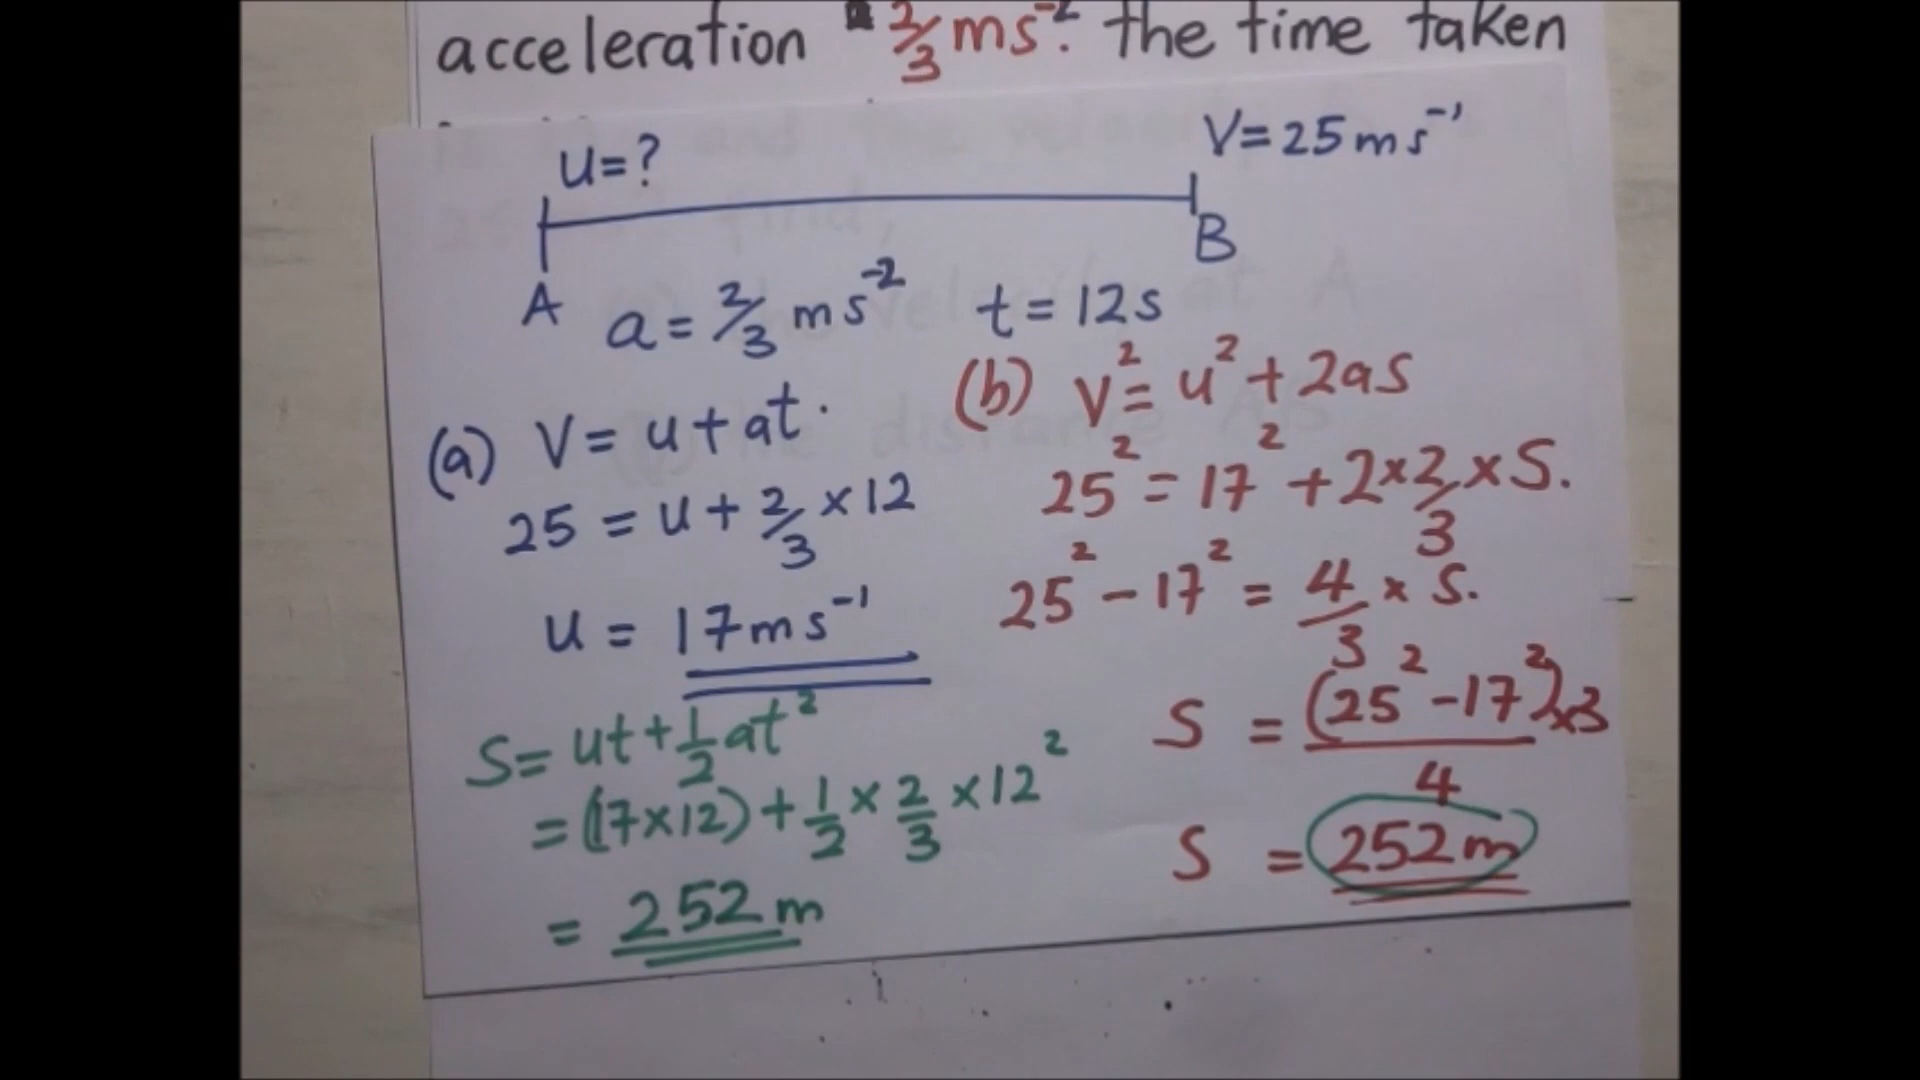 acceleration 2/3 ms⁻². the time taken
u=?
V=25ms⁻¹
A
B
a = 2/3 ms⁻²
t = 12s
(a) V = u + at.
25 = u + 2/3 × 12
u = 17ms⁻¹
S = ut + 1/2 at²
= (17×12) + 1/2 × 2/3 × 12²
= 252m
(b) V² = u² + 2as
25² = 17² + 2×2/3 × S.
25² – 17² = 4/3 × S.
S = (25² – 17²)×3/4
S = 252m